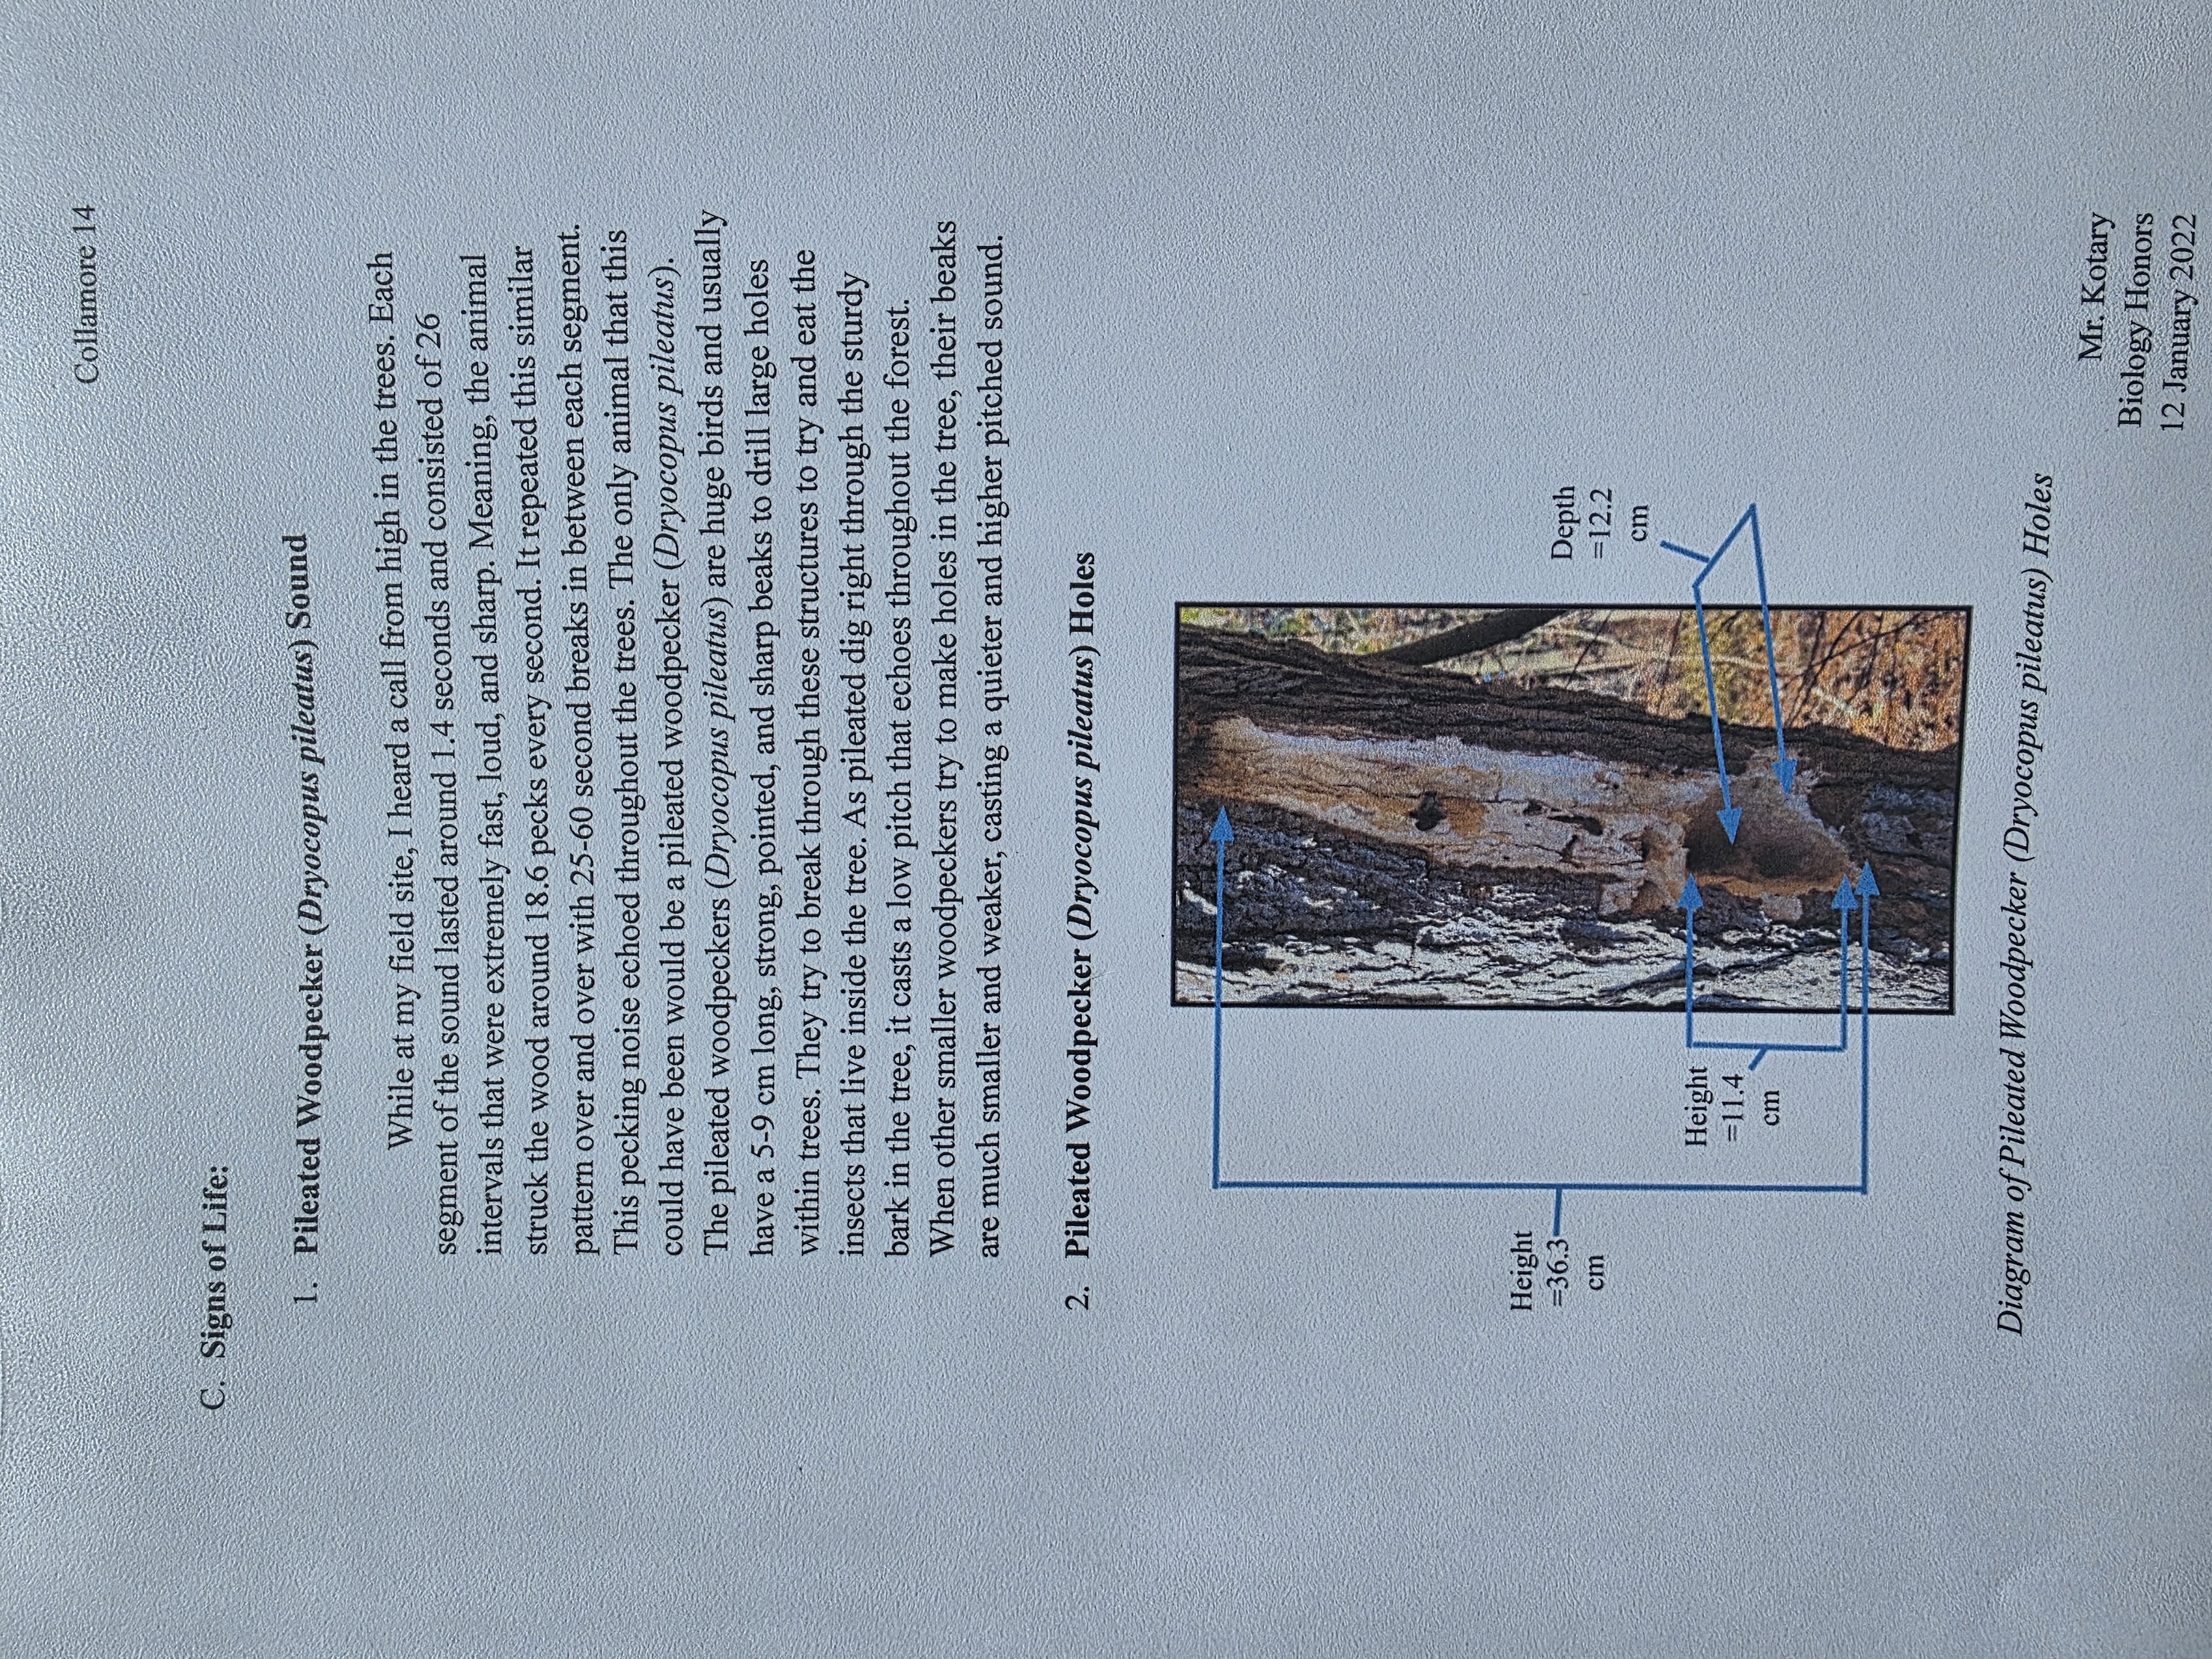 Collamore 14
C. Signs of Life:
1. Pileated Woodpecker (Dryocopus pileatus) Sound
While at my field site, I heard a call from high in the trees. Each
segment of the sound lasted around 1.4 seconds and consisted of 26
intervals that were extremely fast, loud, and sharp. Meaning, the animal
struck the wood around 18.6 pecks every second. It repeated this similar
pattern over and over with 25-60 second breaks in between each segment.
This pecking noise echoed throughout the trees. The only animal that this
could have been would be a pileated woodpecker (Dryocopus pileatus).
The pileated woodpeckers (Dryocopus pileatus) are huge birds and usually
have a 5-9 cm long, strong, pointed, and sharp beaks to drill large holes
within trees. They try to break through these structures to try and eat the
insects that live inside the tree. As pileated dig right through the sturdy
bark in the tree, it casts a low pitch that echoes throughout the forest.
When other smaller woodpeckers try to make holes in the tree, their beaks
are much smaller and weaker, casting a quieter and higher pitched sound.
2. Pileated Woodpecker (Dryocopus pileatus) Holes
Height
=36.3
cm
Height
=11.4
cm
Depth
=12.2
cm
Diagram of Pileated Woodpecker (Dryocopus pileatus) Holes
Mr. Kotary
Biology Honors
12 January 2022